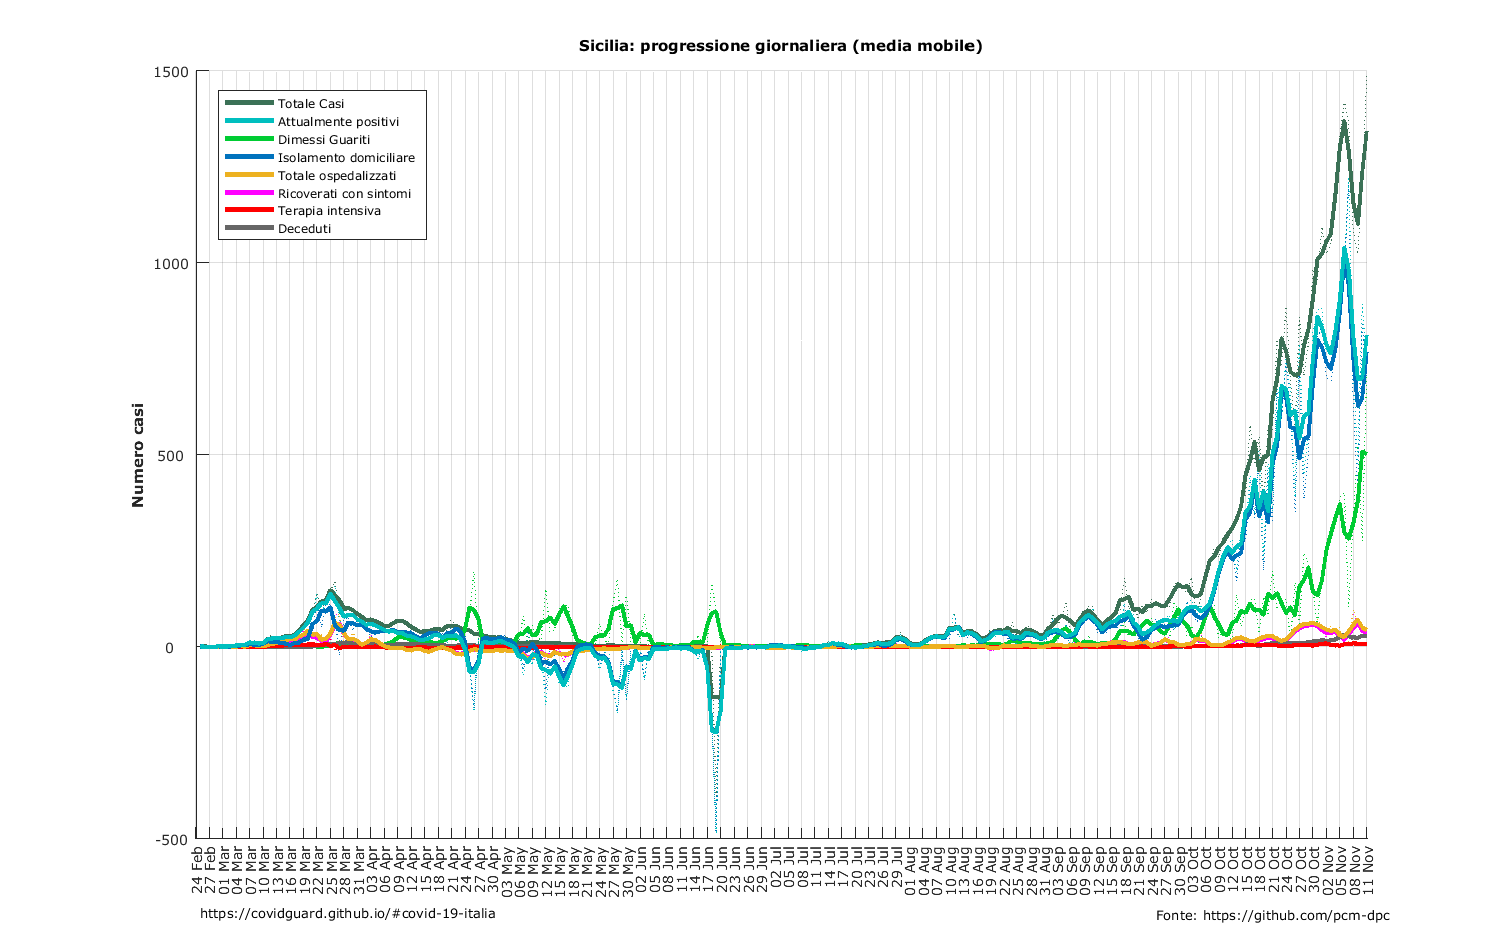 Sicilia: progressione giornaliera (media mobile)
1500
1000
500
0
-500
Numero casi
Totale Casi
Attualmente positivi
Dimessi Guariti
Isolamento domiciliare
Totale ospedalizzati
Ricoverati con sintomi
Terapia intensiva
Deceduti
24 Feb
27 Feb
01 Mar
04 Mar
07 Mar
10 Mar
13 Mar
16 Mar
19 Mar
22 Mar
25 Mar
28 Mar
31 Mar
03 Apr
06 Apr
09 Apr
12 Apr
15 Apr
18 Apr
21 Apr
24 Apr
27 Apr
30 Apr
03 May
06 May
09 May
12 May
15 May
18 May
21 May
24 May
27 May
30 May
02 Jun
05 Jun
08 Jun
11 Jun
14 Jun
17 Jun
20 Jun
23 Jun
26 Jun
29 Jun
02 Jul
05 Jul
08 Jul
11 Jul
14 Jul
17 Jul
20 Jul
23 Jul
26 Jul
29 Jul
01 Aug
04 Aug
07 Aug
10 Aug
13 Aug
16 Aug
19 Aug
22 Aug
25 Aug
28 Aug
31 Aug
03 Sep
06 Sep
09 Sep
12 Sep
15 Sep
18 Sep
21 Sep
24 Sep
27 Sep
30 Sep
03 Oct
06 Oct
09 Oct
12 Oct
15 Oct
18 Oct
21 Oct
24 Oct
27 Oct
30 Oct
02 Nov
05 Nov
08 Nov
11 Nov
https://covidguard.github.io/#covid-19-italia
Fonte: https://github.com/pcm-dpc